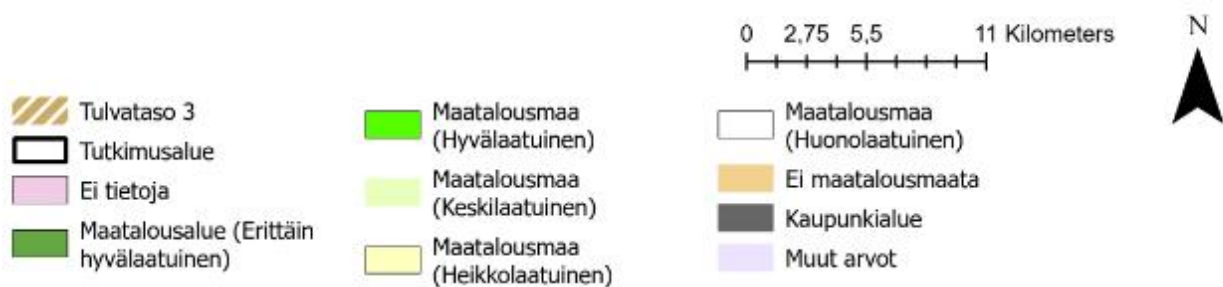 0 2,75 5,5 11 Kilometers
N
Tulvataso 3
Tutkimusalue
Ei tietoja
Maatalousalue (Erittäin
hyvälaatuinen)
Maatalousmaa
(Hyvälaatuinen)
Maatalousmaa
(Keskilaatuinen)
Maatalousmaa
(Heikkolaatuinen)
Maatalousmaa
(Huonolaatuinen)
Ei maatalousmaata
Kaupunkialue
Muut arvot